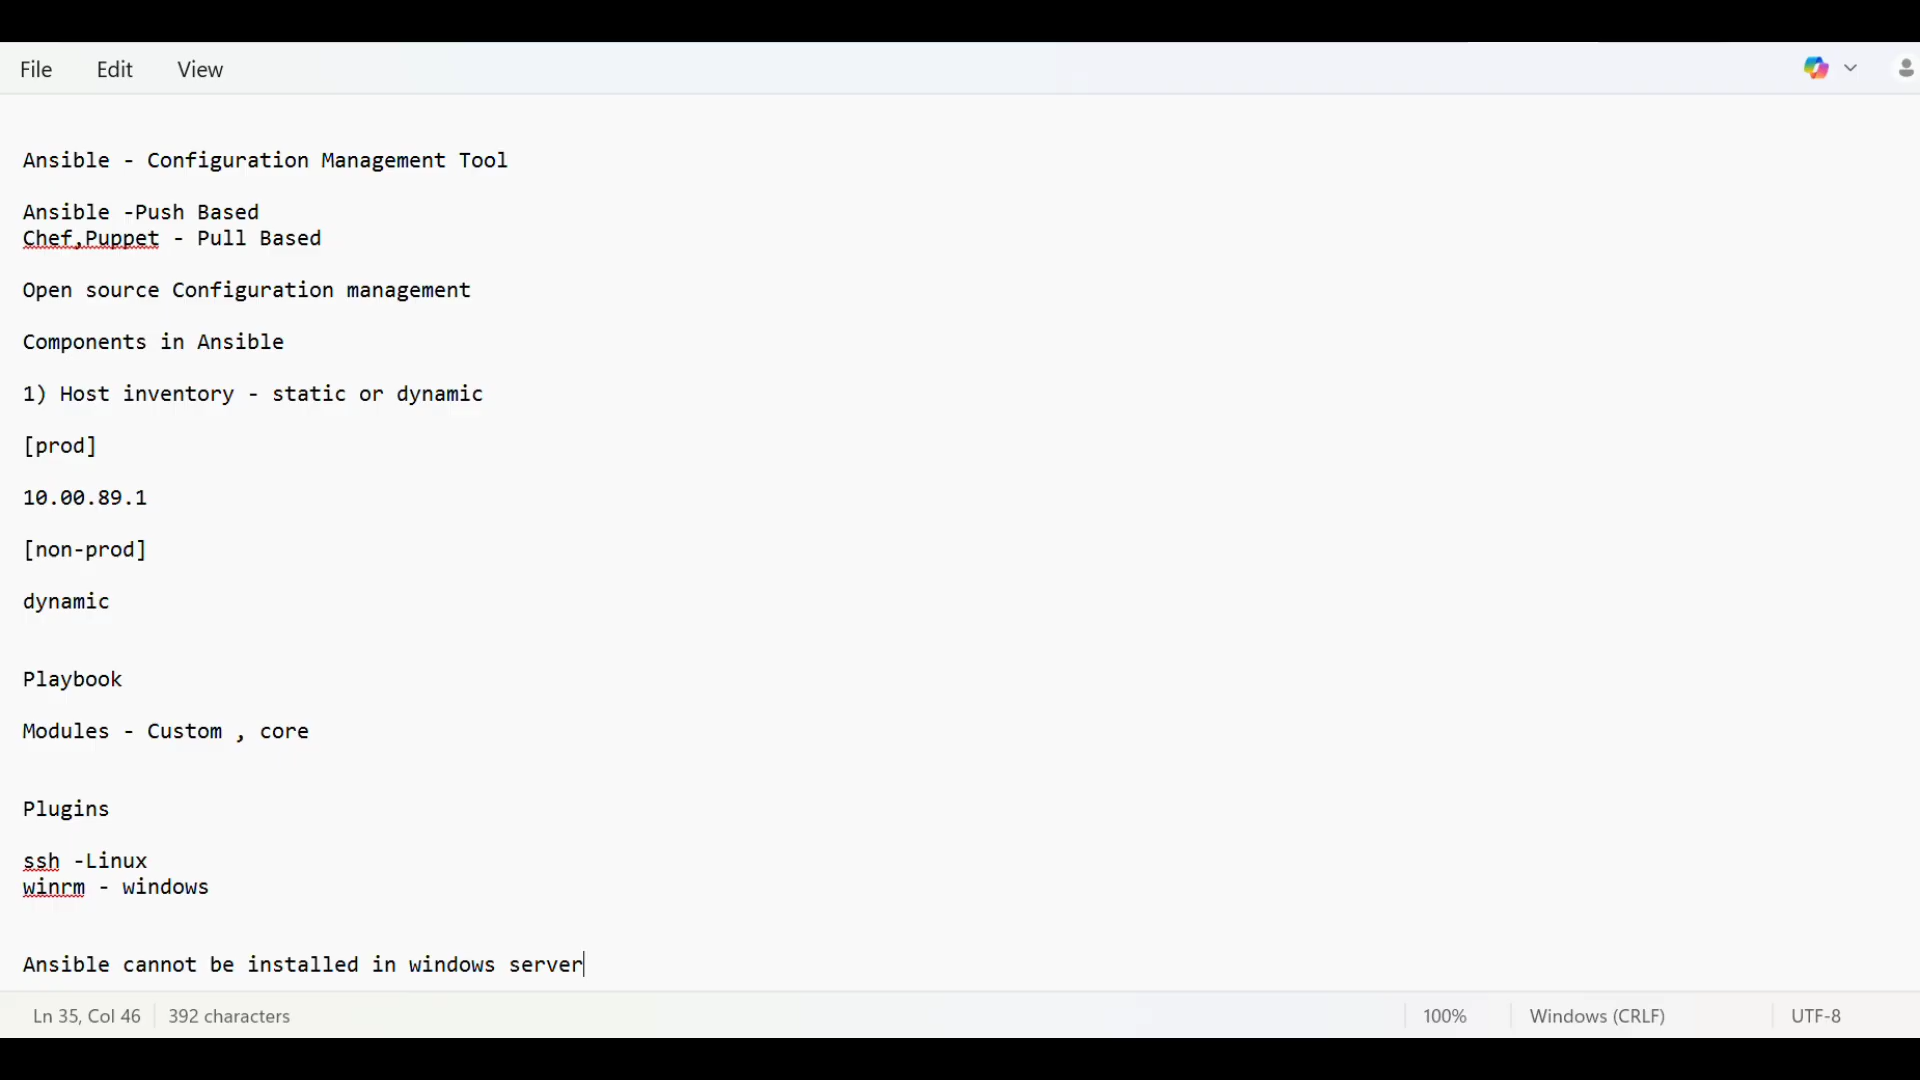 File Edit View
Ansible - Configuration Management Tool
Ansible -Push Based
Chef,Puppet - Pull Based
Open source Configuration management
Components in Ansible
1) Host inventory - static or dynamic
[prod]
10.00.89.1
[non-prod]
dynamic
Playbook
Modules - Custom , core
Plugins
ssh -Linux
winrm - windows
Ansible cannot be installed in windows server
Ln 35, Col 46 392 characters 100% Windows (CRLF) UTF-8